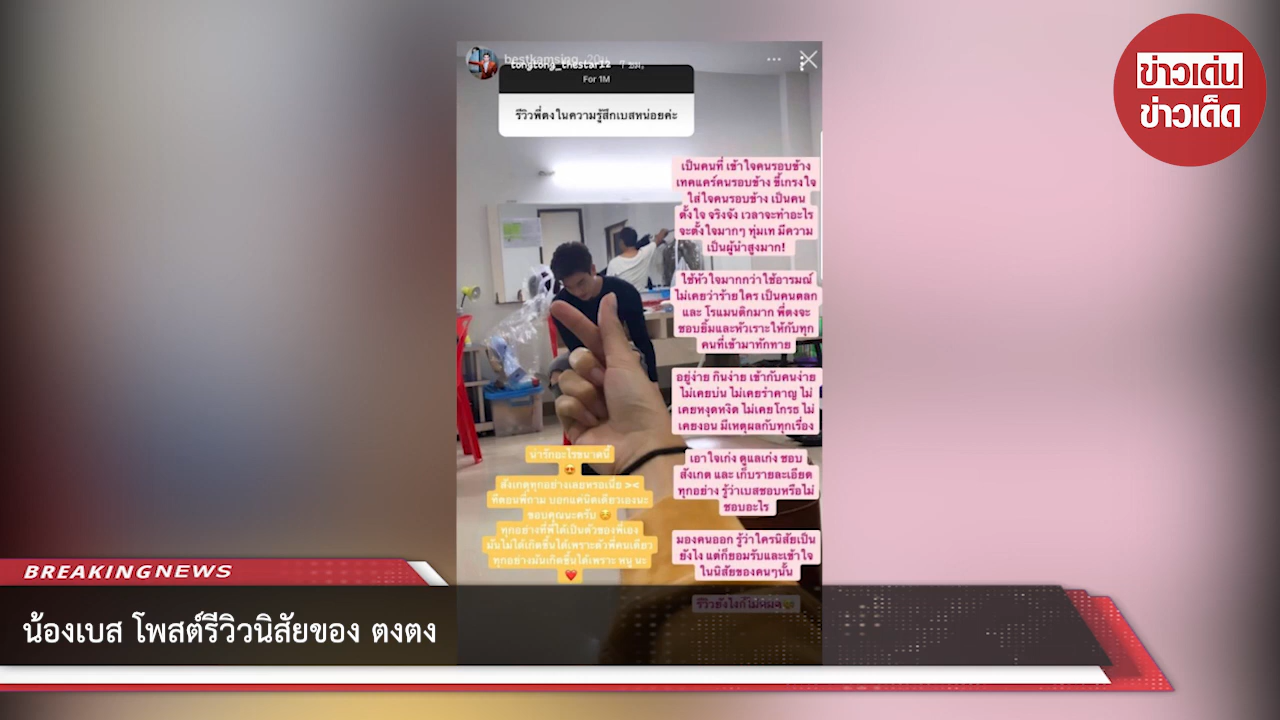 ข่าวเด่น
ข่าวเด็ด
bestkamsing
tongtong_thestar12 7 ชม.
For 1M
รีวิวพี่ตงในความรู้สึกเบสหน่อยค่ะ
เป็นคนที่ เข้าใจคนรอบข้าง
เทคแคร์คนรอบข้าง ขี้เกรงใจ
ใส่ใจคนรอบข้าง เป็นคน
ตั้งใจ จริงจัง เวลาจะทำอะไร
จะตั้งใจมากๆ ทุ่มเท มีความ
เป็นผู้นำสูงมาก!
ใช้หัวใจมากกว่าใช้อารมณ์
ไม่เคยว่าร้ายใคร เป็นคนตลก
และ โรแมนติกมาก พี่ตงจะ
ชอบยิ้มและหัวเราะให้กับทุก
คนที่เข้ามาทักทาย
อยู่ง่าย กินง่าย เข้ากับคนง่าย
ไม่เคยบ่น ไม่เคยรำคาญ ไม่
เคยหงุดหงิด ไม่เคยโกรธ ไม่
เคยงอน มีเหตุผลกับทุกเรื่อง
เอาใจเก่ง ดูแลเก่ง ชอบ
สังเกต และ เก็บรายละเอียด
ทุกอย่าง รู้ว่าเบสชอบหรือไม่
ชอบอะไร
มองคนออก รู้ว่าใครนิสัยเป็น
ยังไง แต่ก็ยอมรับและเข้าใจ
ในนิสัยของคนๆนั้น
รีวิวยังไงก็ไม่หมด
น่ารักอะไรขนาดนี้
😍
สังเกตุทุกอย่างเลยหรอเนี่ย ><
ทีตอนพี่ถาม บอกแต่นิดเดียวเองนะ
ขอบคุณนะครับ
ทุกอย่างที่พี่ได้เป็นตัวของพี่เอง
มันไม่ได้เกิดขึ้นได้เพราะตัวพี่คนเดียว
ทุกอย่างมันเกิดขึ้นได้เพราะ หนู นะ
❤️
BREAKING NEWS
น้องเบส โพสต์รีวิวนิสัยของ ตงตง